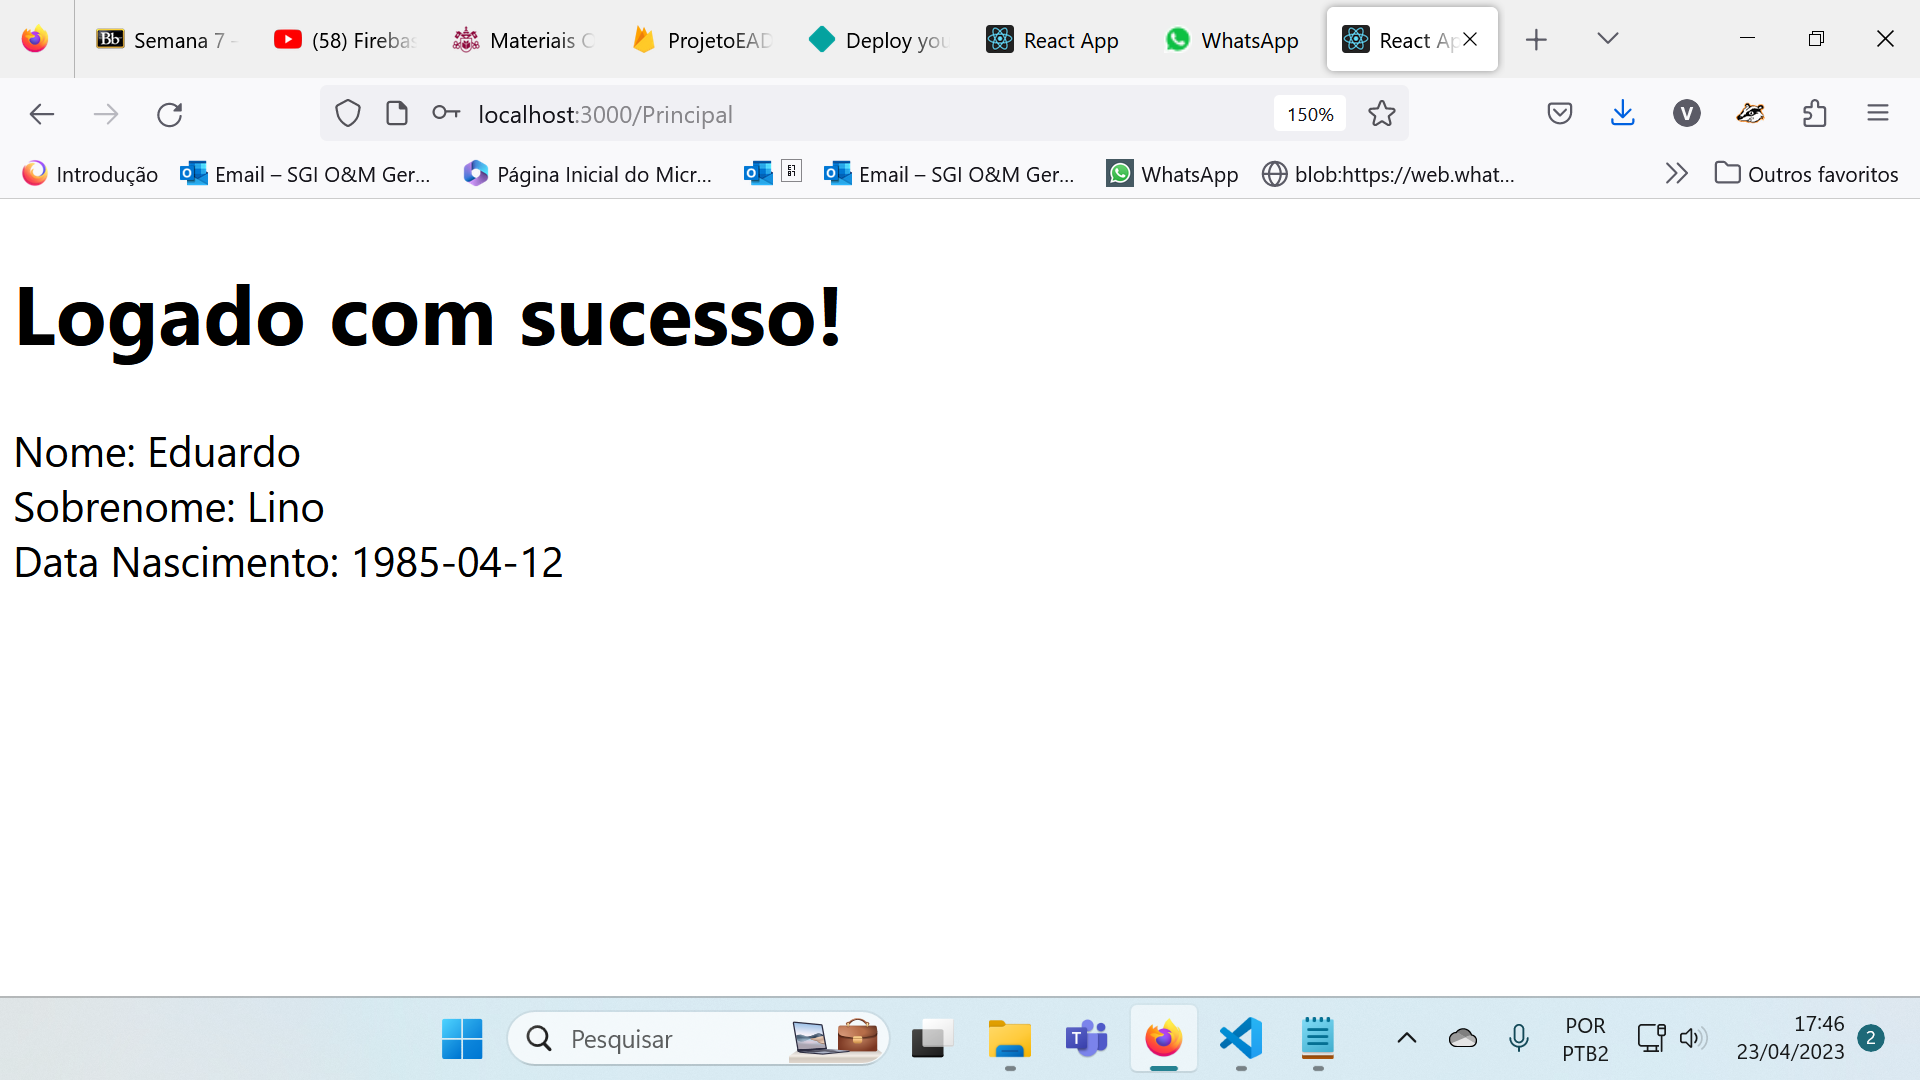 Semana 7 -
(58) Firebas
Materiais C
ProjetoEAD
Deploy you
React App
WhatsApp
React Ap
localhost:3000/Principal
150%
V
Introdução
Email – SGI O&M Ger...
Página Inicial do Micr...
Email – SGI O&M Ger...
WhatsApp
blob:https://web.what...
Outros favoritos
Logado com sucesso!
Nome: Eduardo
Sobrenome: Lino
Data Nascimento: 1985-04-12
Pesquisar
POR
PTB2
17:46
23/04/2023
2